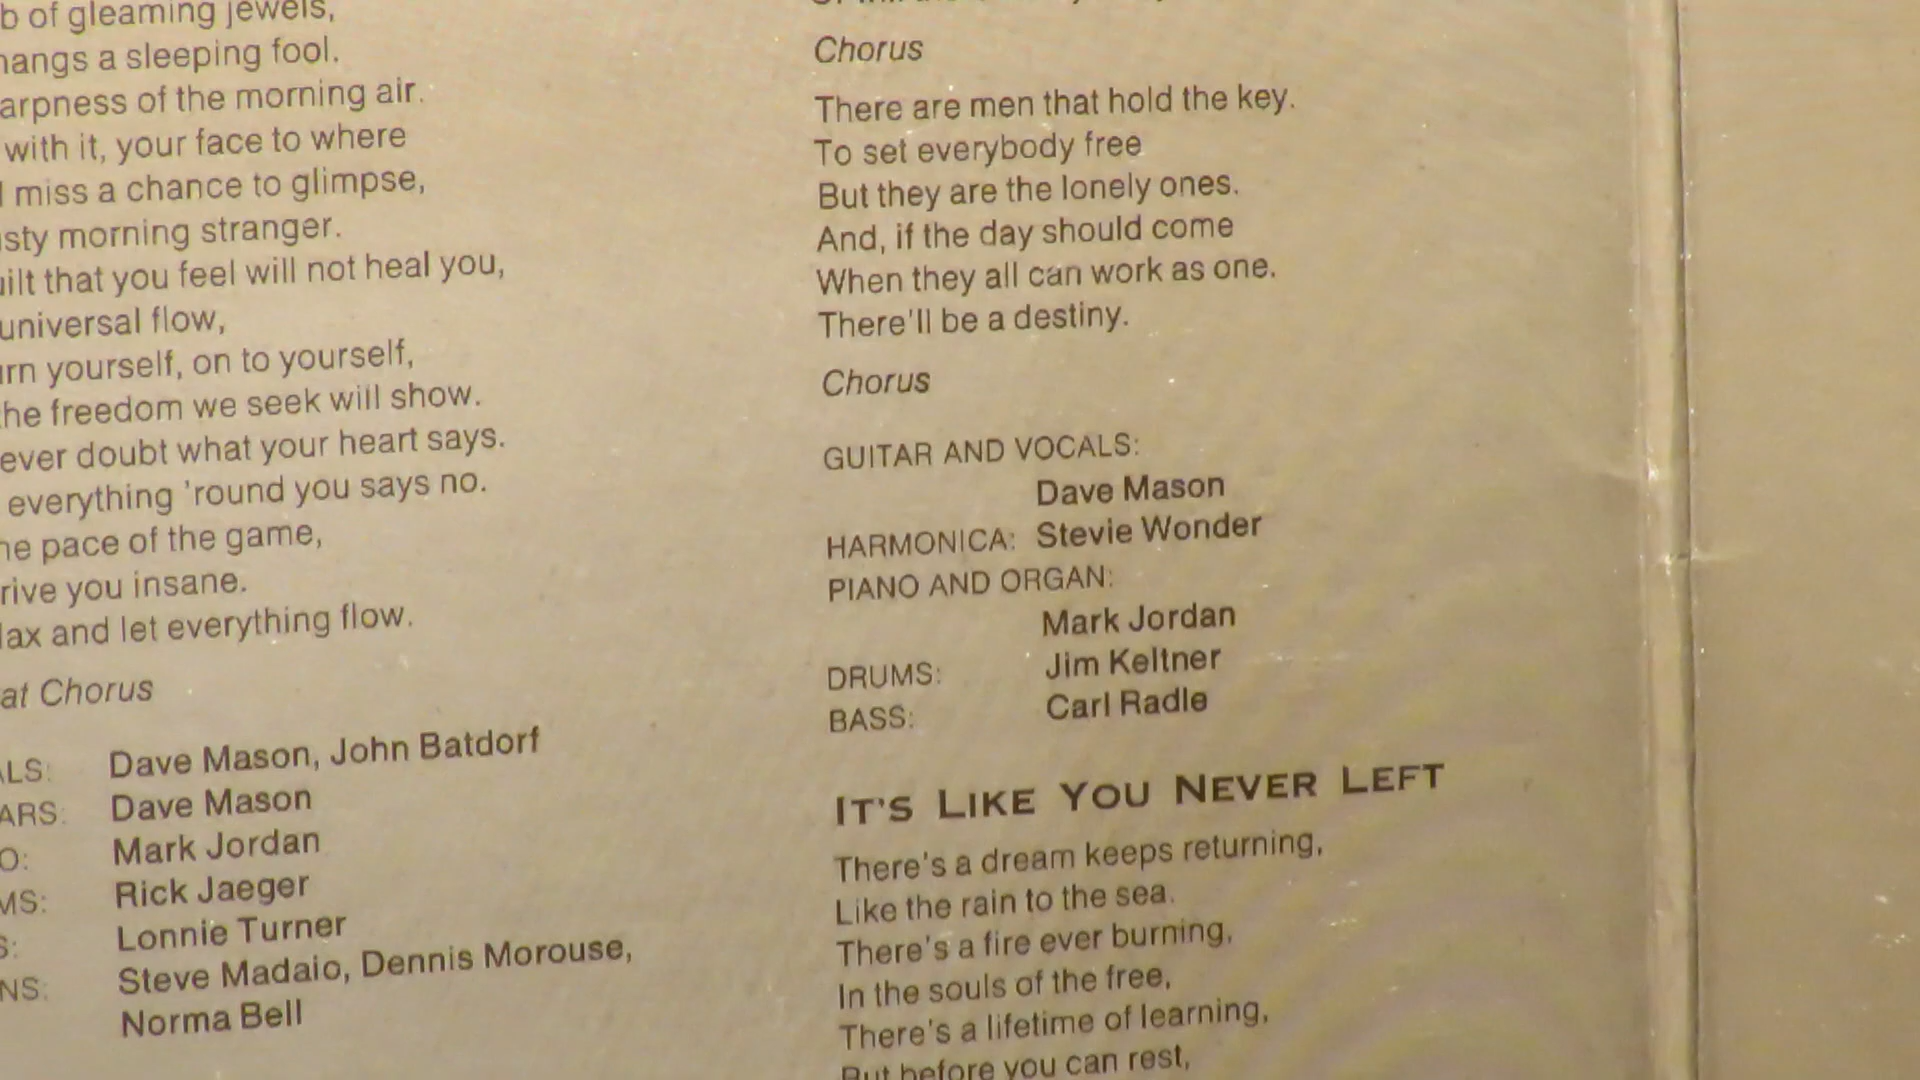 of gleaming jewels,
hangs a sleeping fool.
arpness of the morning air.
with it, your face to where
I miss a chance to glimpse,
sty morning stranger.
uilt that you feel will not heal you,
universal flow,
urn yourself, on to yourself,
the freedom we seek will show.
ever doubt what your heart says.
everything 'round you says no.
he pace of the game,
rive you insane.
lax and let everything flow.
at Chorus
ALS: Dave Mason, John Batdorf
ARS: Dave Mason
O: Mark Jordan
MS: Rick Jaeger
S: Lonnie Turner
NS: Steve Madaio, Dennis Morouse,
Norma Bell
Chorus
There are men that hold the key.
To set everybody free
But they are the lonely ones.
And, if the day should come
When they all can work as one.
There'll be a destiny.
Chorus
GUITAR AND VOCALS:
Dave Mason
HARMONICA: Stevie Wonder
PIANO AND ORGAN:
Mark Jordan
DRUMS: Jim Keltner
BASS: Carl Radle
IT'S LIKE YOU NEVER LEFT
There's a dream keeps returning,
Like the rain to the sea.
There's a fire ever burning,
In the souls of the free,
There's a lifetime of learning,
But before you can rest,